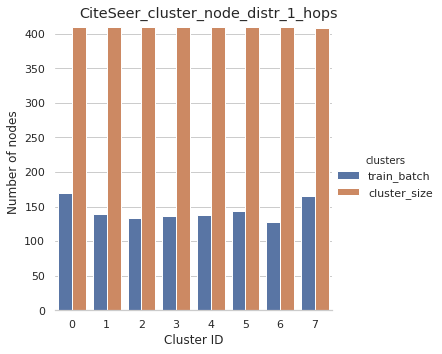 CiteSeer_cluster_node_distr_1_hops
400
350
300
250
200
150
100
50
0
Number of nodes
0 1 2 3 4 5 6 7
Cluster ID
clusters
train_batch
cluster_size